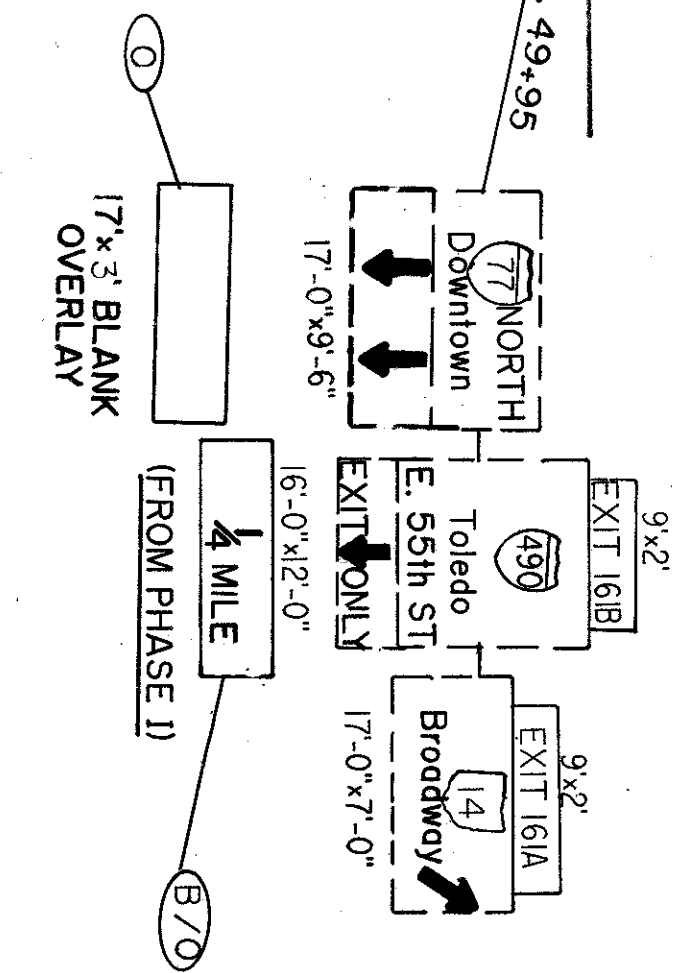 49+95
77 NORTH
Downtown
17'-0"x9'-6"
9'x2'
EXIT 161B
490
Toledo
E. 55th ST
EXIT ONLY
16'-0"x12'-0"
9'x2'
EXIT 161A
14
Broadway
17'-0"x7'-0"
O
17'x3' BLANK
OVERLAY
1/4 MILE
(FROM PHASE 1)
B/O